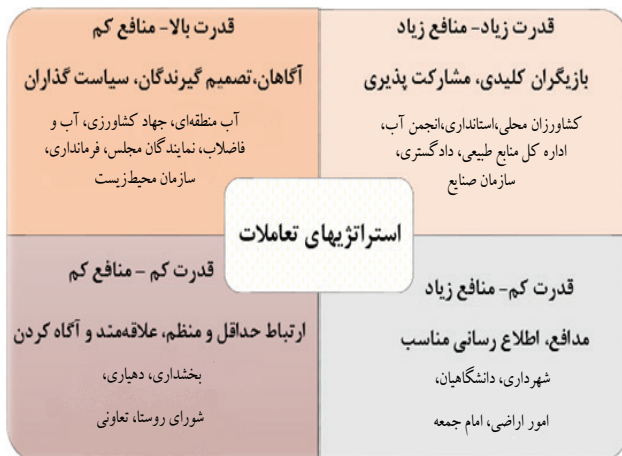 قدرت زیاد- منافع زیاد
بازیگران کلیدی، مشارکت پذیری
کشاورزان محلی،استانداری،انجمن آب،
اداره کل منابع طبیعی، دادگستری،
سازمان صنایع
قدرت بالا- منافع کم
آگاهان،تصمیم گیرندگان، سیاست گذاران
آب منطقه‌ای، جهاد کشاورزی، آب و
فاضلاب، نمایندگان مجلس، فرمانداری،
سازمان محیط‌زیست
استراتژیهای تعاملات
قدرت کم- منافع زیاد
مدافع، اطلاع رسانی مناسب
شهرداری، دانشگاهیان،
امور اراضی، امام جمعه
قدرت کم - منافع کم
ارتباط حداقل و منظم، علاقه‌مند و آگاه کردن
بخشداری، دهیاری،
شورای روستا، تعاونی